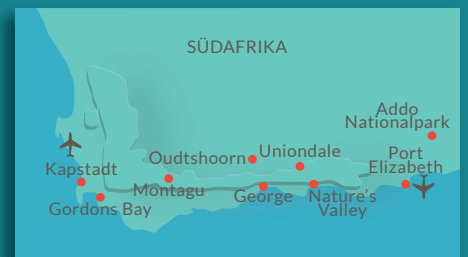 SÜDAFRIKA
Addo
Nationalpark
Oudtshoorn
Uniondale
Port
Elizabeth
Kapstadt
Montagu
George
Nature's
Valley
Gordons Bay